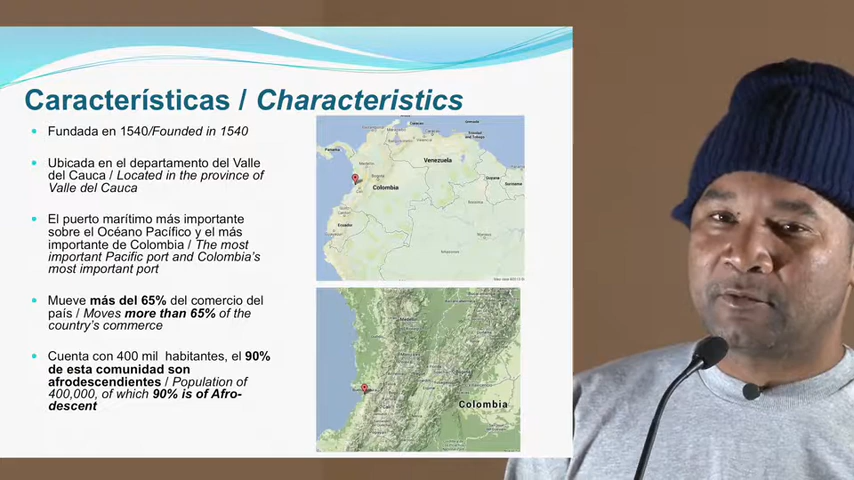 Características / Characteristics
Fundada en 1540/Founded in 1540
Ubicada en el departamento del Valle
del Cauca / Located in the province of
Valle del Cauca
El puerto marítimo más importante
sobre el Océano Pacífico y el más
importante de Colombia / The most
important Pacific port and Colombia's
most important port
Mueve más del 65% del comercio del
país / Moves more than 65% of the
country's commerce
Cuenta con 400 mil habitantes, el 90%
de esta comunidad son
afrodescendientes / Population of
400,000, of which 90% is of Afro-
descent
Panama
Venezuela
Guyana
Suriname
Colombia
Ecuador
Colombia